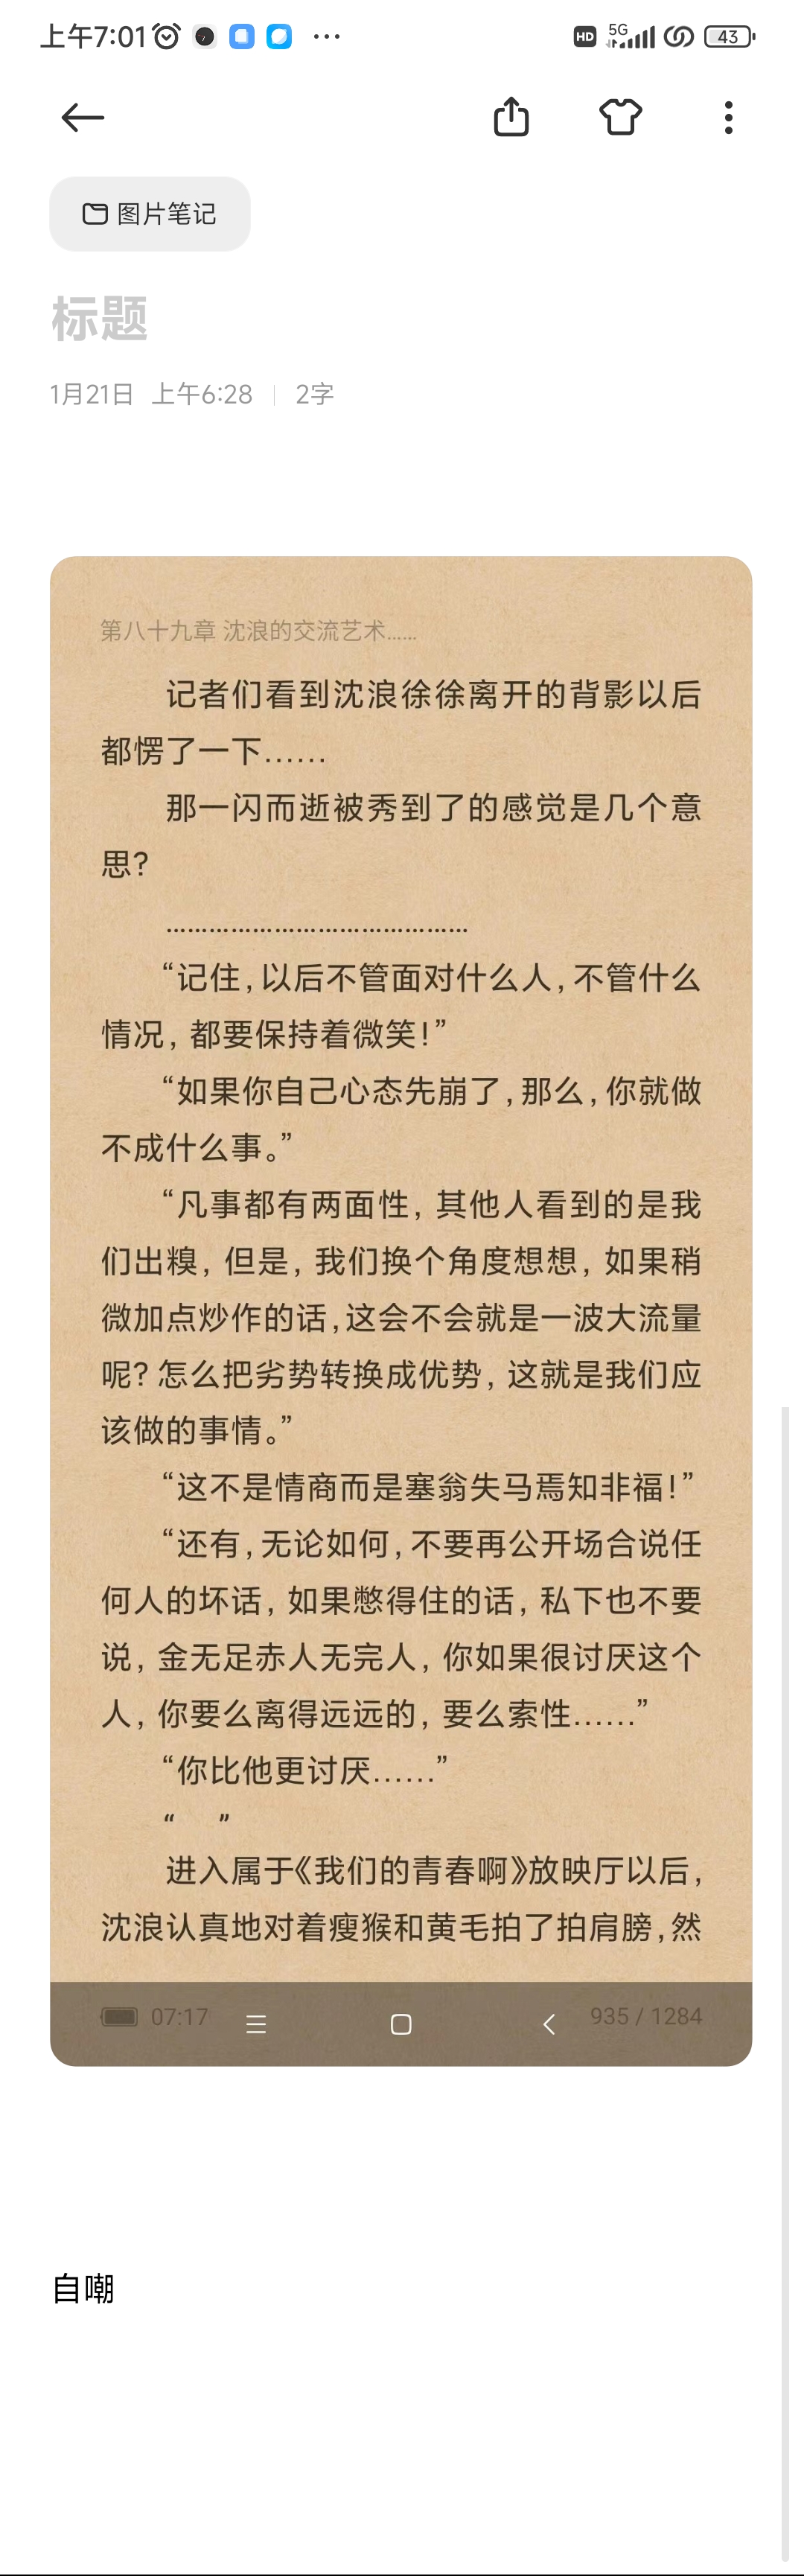 上午7:01
HD 5G 43
图片笔记
标题
1月21日 上午6:28 | 2字
第八十九章 沈浪的交流艺术……
记者们看到沈浪徐徐离开的背影以后
都愣了一下……
那一闪而逝被秀到了的感觉是几个意
思?
………………………………………
“记住,以后不管面对什么人,不管什么
情况,都要保持着微笑!”
“如果你自己心态先崩了,那么,你就做
不成什么事。”
“凡事都有两面性,其他人看到的是我
们出糗,但是,我们换个角度想想,如果稍
微加点炒作的话,这会不会就是一波大流量
呢?怎么把劣势转换成优势,这就是我们应
该做的事情。”
“这不是情商而是塞翁失马焉知非福!”
“还有,无论如何,不要再公开场合说任
何人的坏话,如果憋得住的话,私下也不要
说,金无足赤人无完人,你如果很讨厌这个
人,你要么离得远远的,要么索性……”
“你比他更讨厌……”
“ ”
进入属于《我们的青春啊》放映厅以后,
沈浪认真地对着瘦猴和黄毛拍了拍肩膀,然
07:17 935 / 1284
自嘲